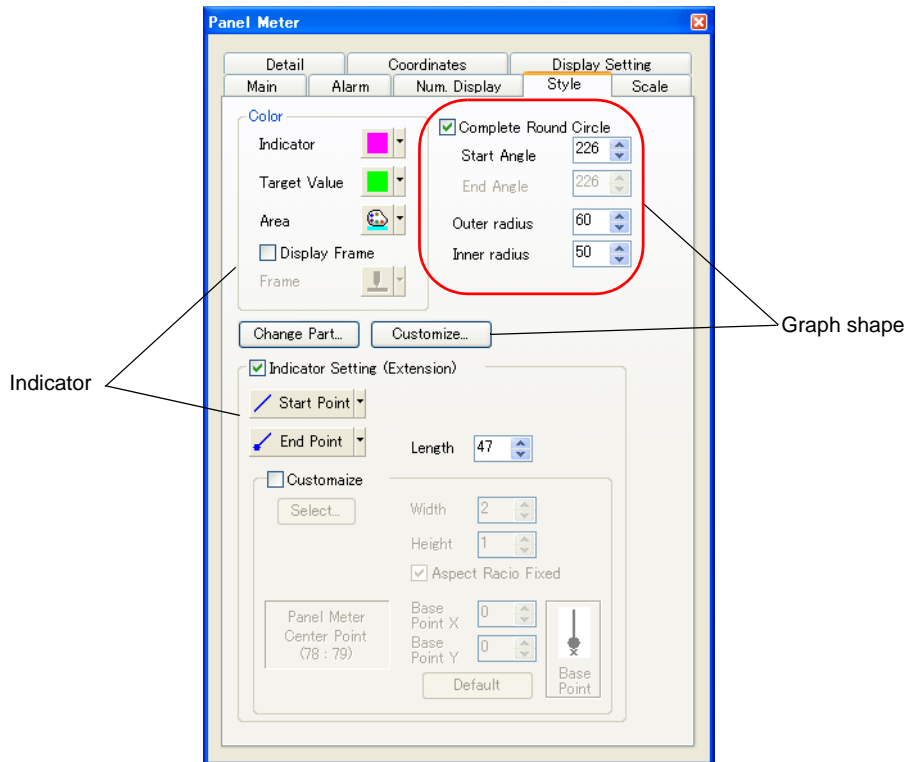 Panel Meter
Detail Coordinates Display Setting
Main Alarm Num. Display Style Scale
Color
Indicator
Target Value
Area
Display Frame
Frame
Complete Round Circle
Start Angle 226
End Angle 226
Outer radius 60
Inner radius 50
Graph shape
Change Part... Customize...
Indicator
Indicator Setting (Extension)
Start Point
End Point Length 47
Customaize
Select... Width 2
Height 1
Aspect Racio Fixed
Panel Meter
Center Point
(78 : 79)
Base
Point X 0
Base
Point Y 0
Default
Base
Point